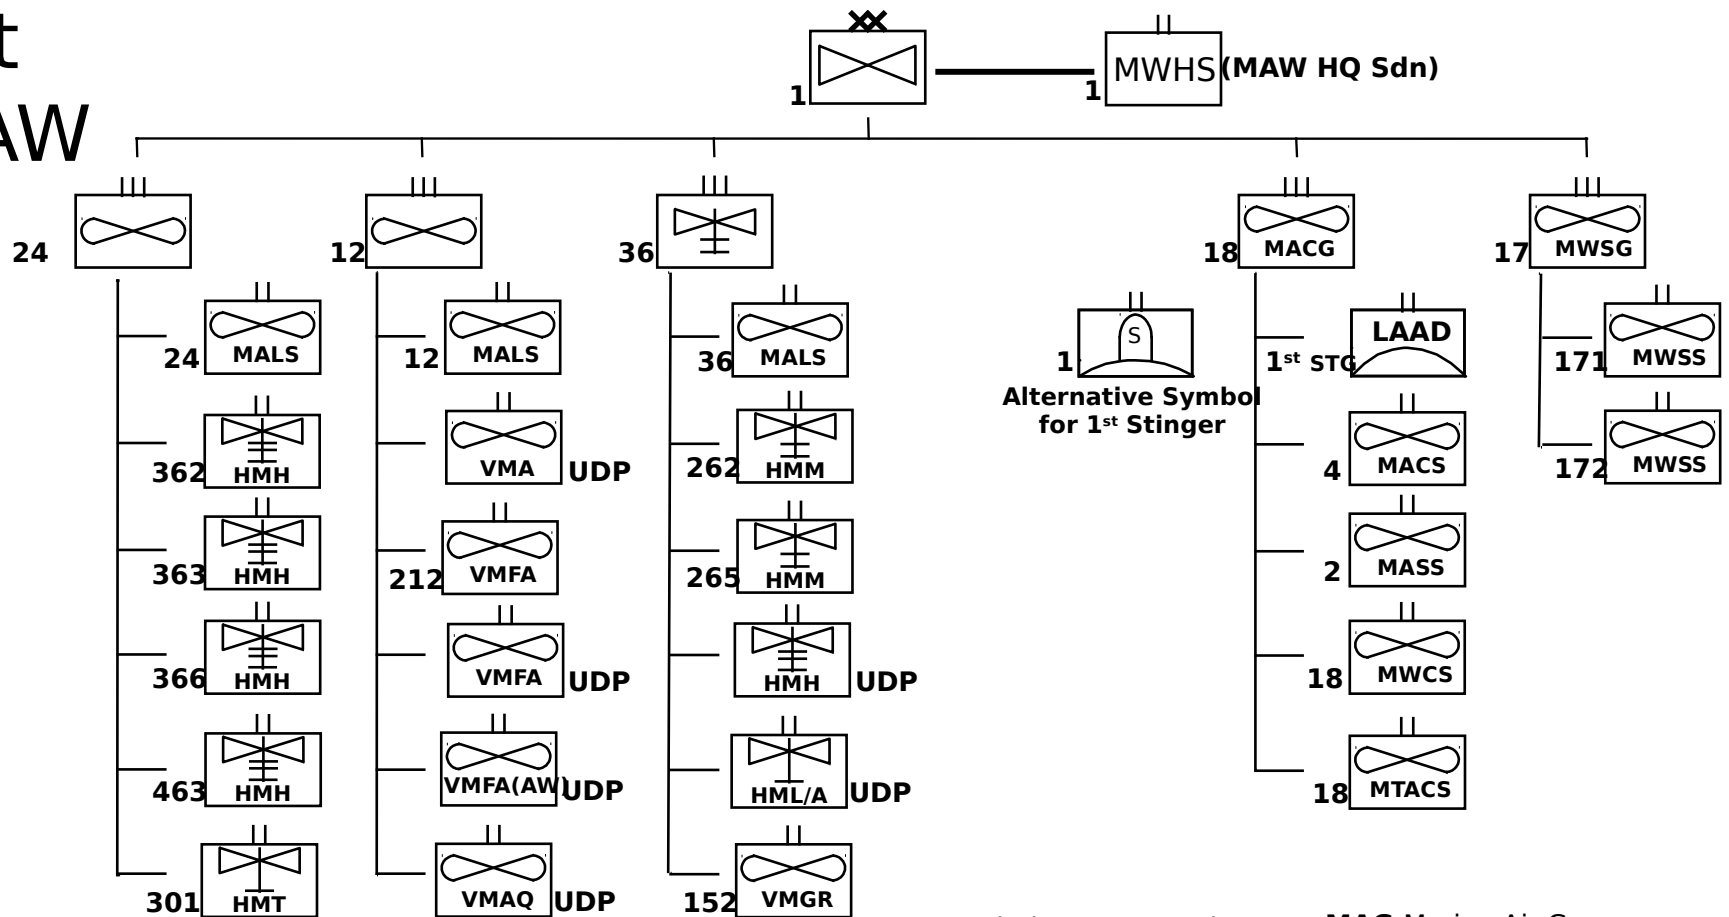 t
AW
1
MWHS
(MAW HQ Sdn)
1
24
12
36
18
MACG
17
MWSG
24
MALS
362
HMH
363
HMH
366
HMH
463
HMH
301
HMT
12
MALS
VMA
UDP
212
VMFA
VMFA
UDP
VMFA(AW)
UDP
VMAQ
UDP
36
MALS
262
HMM
265
HMM
HMH
UDP
HML/A
UDP
152
VMGR
1
S
Alternative Symbol
for 1st Stinger
1st STG
LAAD
4
MACS
2
MASS
18
MWCS
18
MTACS
171
MWSS
172
MWSS